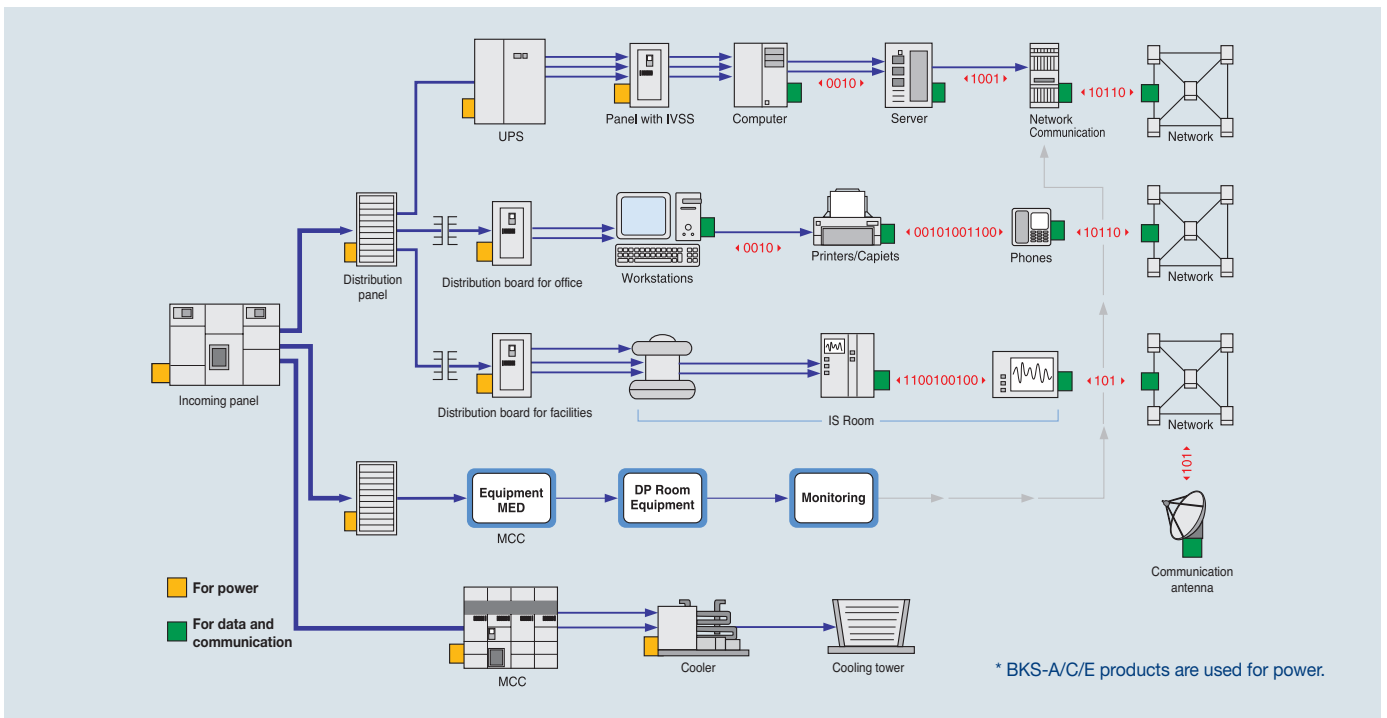 UPS
Panel with IVSS
Computer
0010
Server
1001
Network
Communication
10110
Network
Distribution
panel
Distribution board for office
Workstations
0010
Printers/Capiets
00101001100
Phones
10110
Network
Incoming panel
Distribution board for facilities
1100100100
101
IS Room
Network
Equipment
MED
MCC
DP Room
Equipment
Monitoring
101
Communication
antenna
For power
For data and
communication
MCC
Cooler
Cooling tower
* BKS-A/C/E products are used for power.